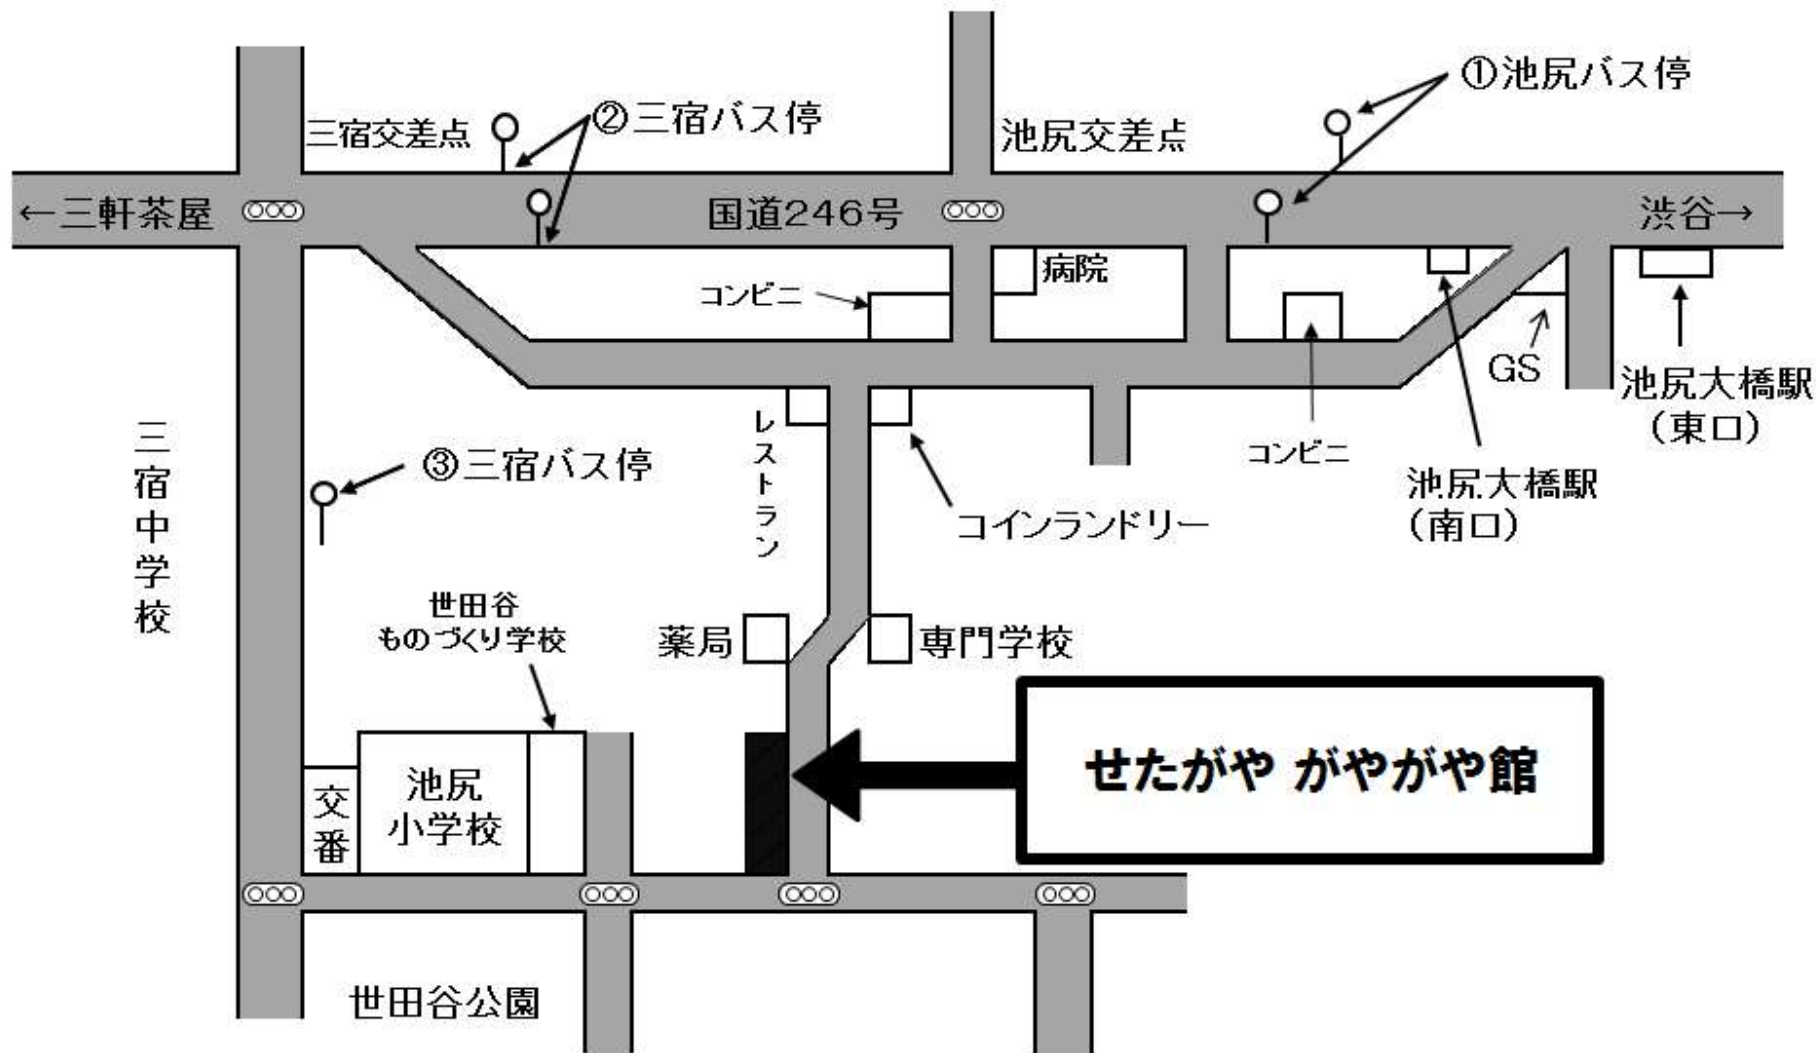 ①池尻バス停
②三宿バス停
三宿交差点
池尻交差点
←三軒茶屋
国道246号
渋谷→
病院
コンビニ
GS
池尻大橋駅
(東口)
レストラン
コンビニ
三宿中学校
③三宿バス停
池尻大橋駅
(南口)
コインランドリー
世田谷
ものづくり学校
薬局
専門学校
せたがや がやがや館
交番
池尻
小学校
世田谷公園